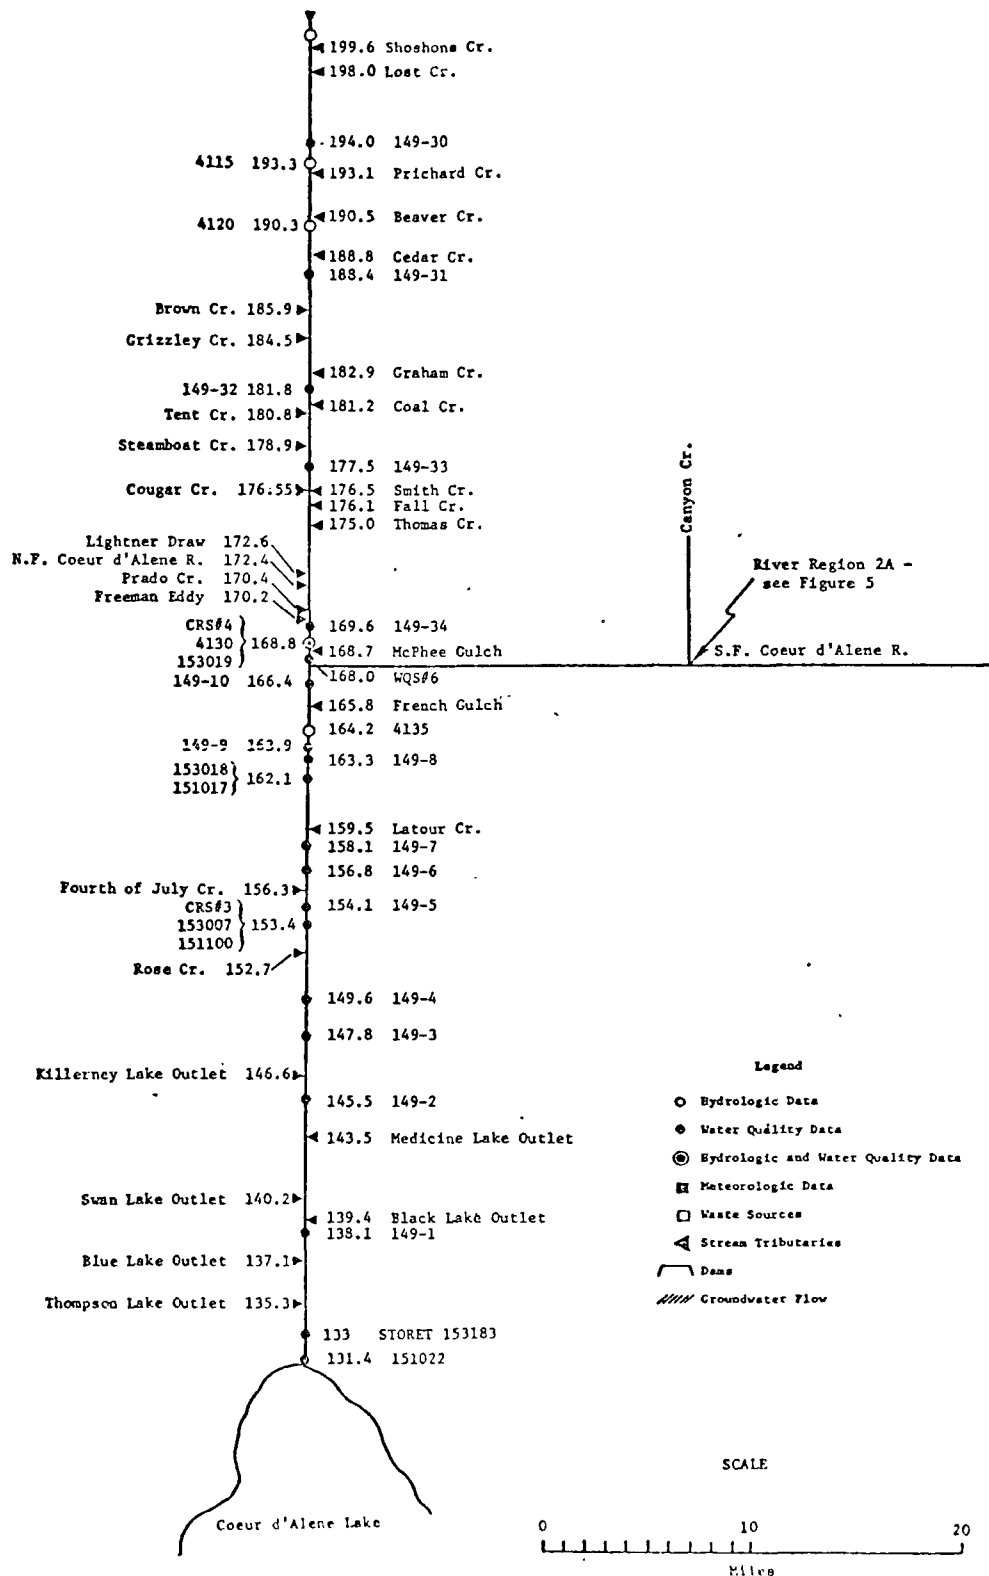 199.6 Shoshone Cr.
198.0 Lost Cr.
194.0 149-30
4115 193.3
193.1 Prichard Cr.
190.5 Beaver Cr.
4120 190.3
188.8 Cedar Cr.
188.4 149-31
Brown Cr. 185.9
Grizzley Cr. 184.5
182.9 Graham Cr.
149-32 181.8
181.2 Coal Cr.
Tent Cr. 180.8
Steamboat Cr. 178.9
177.5 149-33
Cougar Cr. 176.55
176.5 Smith Cr.
176.1 Fall Cr.
175.0 Thomas Cr.
Lightner Draw 172.6
N.F. Coeur d'Alene R. 172.4
Prado Cr. 170.4
Freeman Eddy 170.2
169.6 149-34
CRS#4
4130 168.8
153019
168.7 McPhee Gulch
168.0 WQS#6
149-10 166.4
165.8 French Gulch
164.2 4135
149-9 163.9
163.3 149-8
153018
151017 162.1
159.5 Latour Cr.
158.1 149-7
156.8 149-6
Fourth of July Cr. 156.3
154.1 149-5
CRS#3
153007 153.4
151100
Rose Cr. 152.7
149.6 149-4
147.8 149-3
Killerney Lake Outlet 146.6
145.5 149-2
143.5 Medicine Lake Outlet
Swan Lake Outlet 140.2
139.4 Black Lake Outlet
138.1 149-1
Blue Lake Outlet 137.1
Thompson Lake Outlet 135.3
133 STORET 153183
131.4 151022
Coeur d'Alene Lake
Canyon Cr.
River Region 2A -
see Figure 5
S.F. Coeur d'Alene R.
Legend
Hydrologic Data
Water Quality Data
Hydrologic and Water Quality Data
Meteorologic Data
Waste Sources
Stream Tributaries
Dams
Groundwater Flow
SCALE
0 10 20
Miles